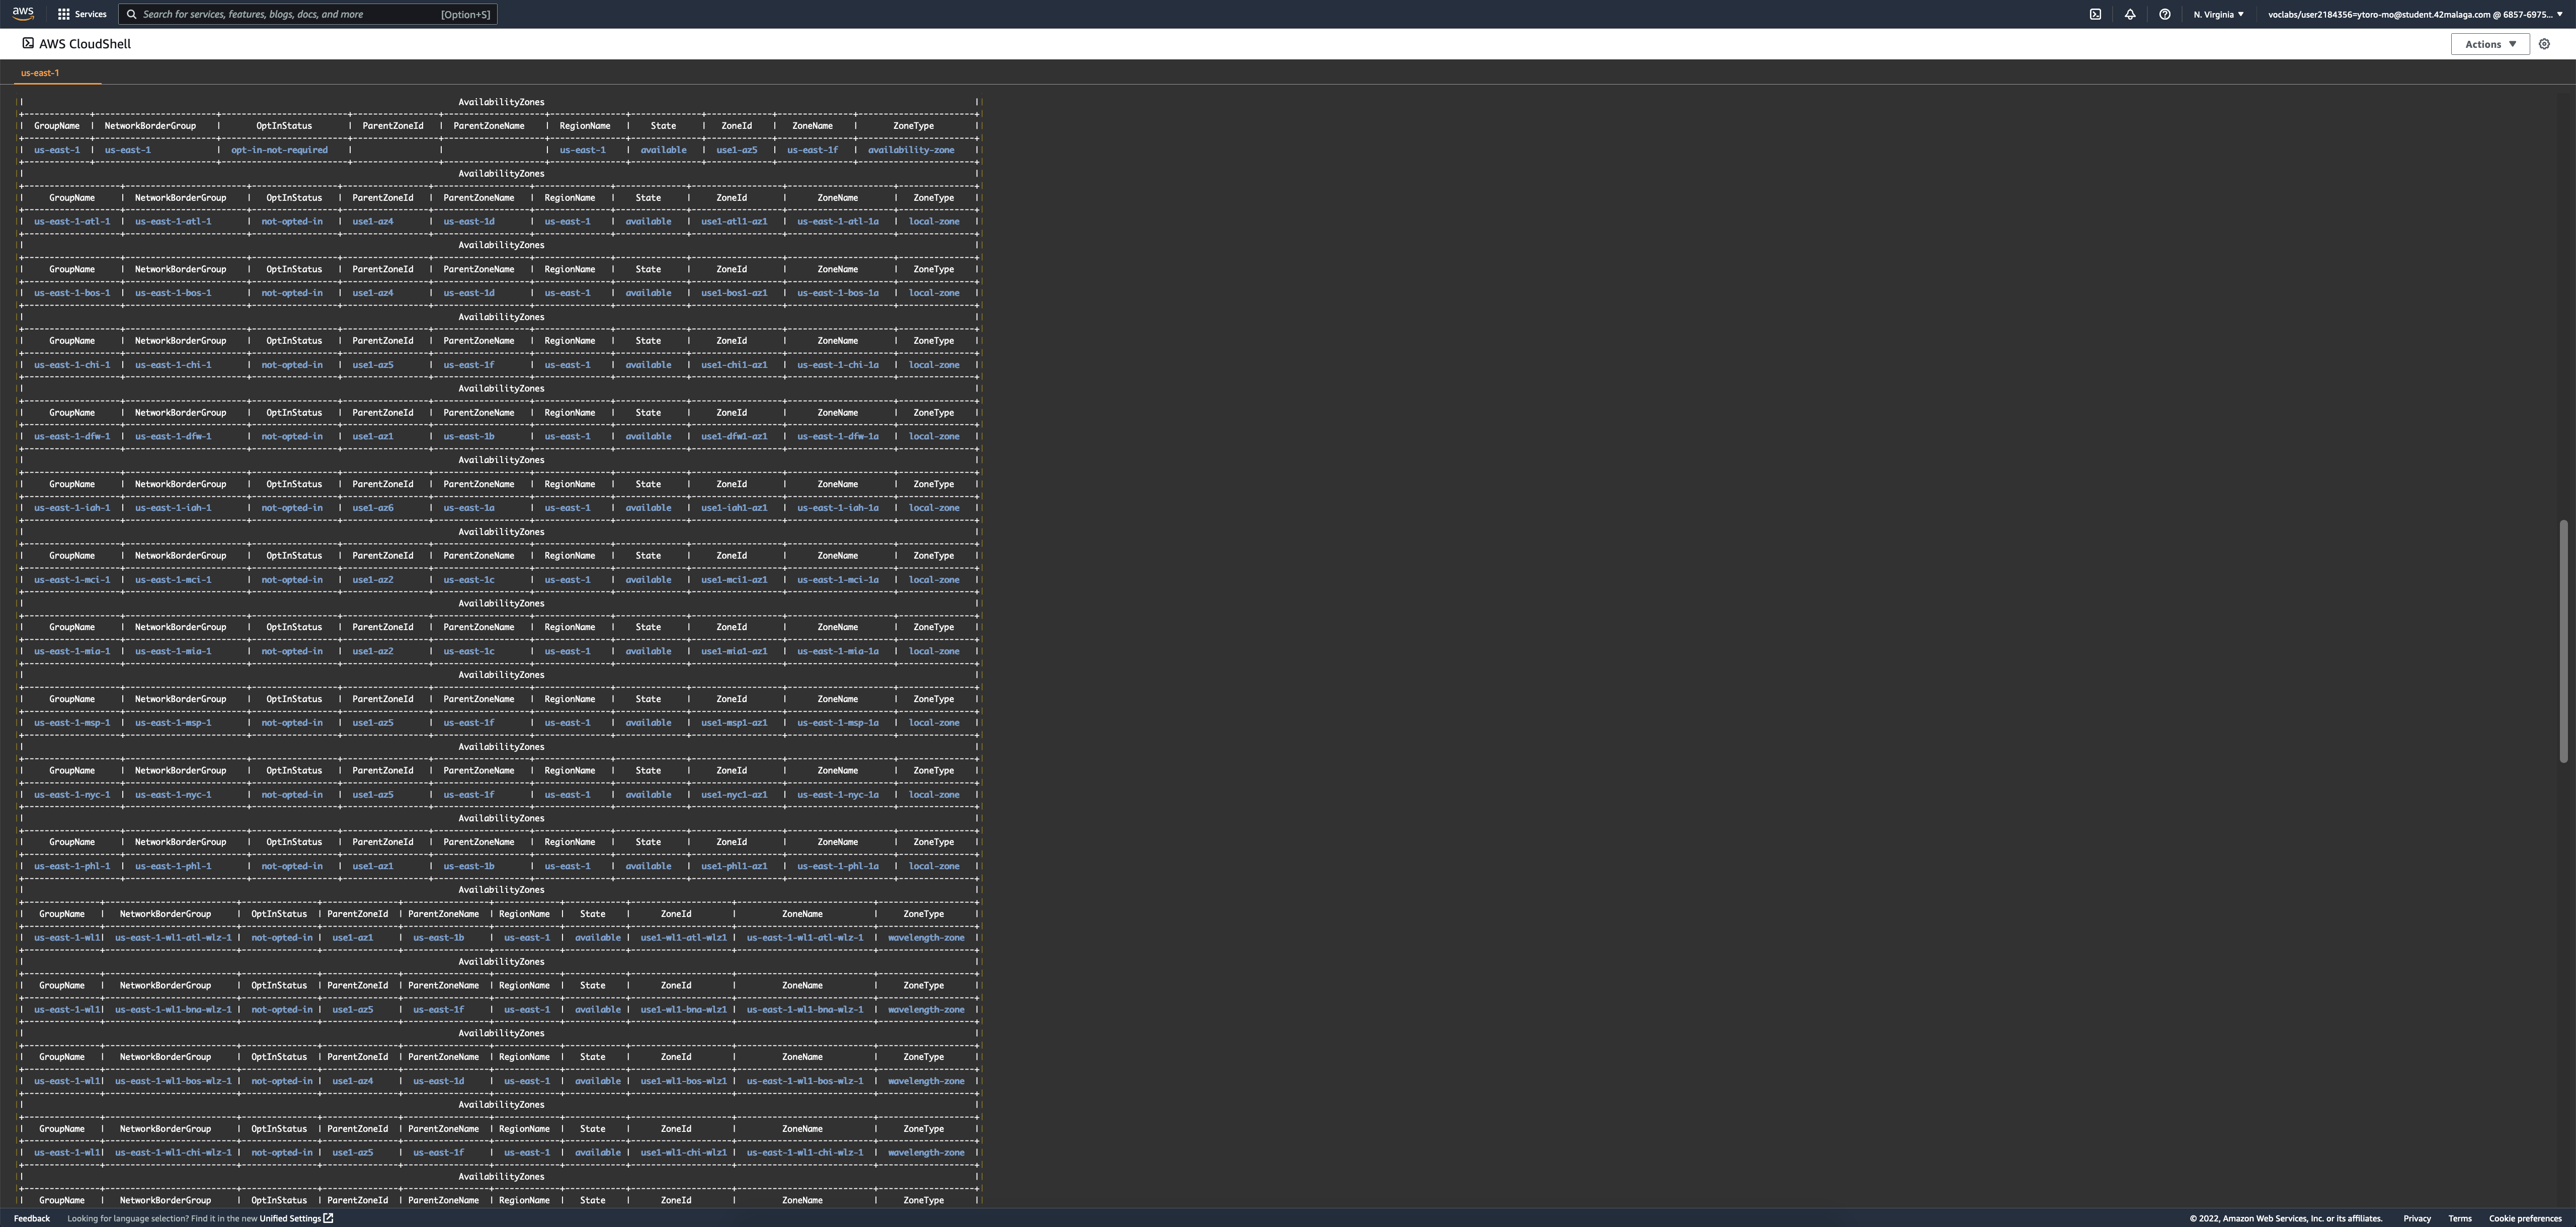 aws Services Search for services, features, blogs, docs, and more [Option+S] N. Virginia ▼ voclabs/user2184356=ytoro-mo@student.42malaga.com @ 6857-6975... ▼
AWS CloudShell Actions ▼
us-east-1
|| AvailabilityZones ||
|| GroupName | NetworkBorderGroup | OptInStatus | ParentZoneId | ParentZoneName | RegionName | State | ZoneId | ZoneName | ZoneType ||
|| us-east-1 | us-east-1 | opt-in-not-required | | | us-east-1 | available | use1-az5 | us-east-1f | availability-zone ||
|| AvailabilityZones ||
|| GroupName | NetworkBorderGroup | OptInStatus | ParentZoneId | ParentZoneName | RegionName | State | ZoneId | ZoneName | ZoneType ||
|| us-east-1-atl-1 | us-east-1-atl-1 | not-opted-in | use1-az4 | us-east-1d | us-east-1 | available | use1-atl1-az1 | us-east-1-atl-1a | local-zone ||
|| AvailabilityZones ||
|| GroupName | NetworkBorderGroup | OptInStatus | ParentZoneId | ParentZoneName | RegionName | State | ZoneId | ZoneName | ZoneType ||
|| us-east-1-bos-1 | us-east-1-bos-1 | not-opted-in | use1-az4 | us-east-1d | us-east-1 | available | use1-bos1-az1 | us-east-1-bos-1a | local-zone ||
|| AvailabilityZones ||
|| GroupName | NetworkBorderGroup | OptInStatus | ParentZoneId | ParentZoneName | RegionName | State | ZoneId | ZoneName | ZoneType ||
|| us-east-1-chi-1 | us-east-1-chi-1 | not-opted-in | use1-az5 | us-east-1f | us-east-1 | available | use1-chi1-az1 | us-east-1-chi-1a | local-zone ||
|| AvailabilityZones ||
|| GroupName | NetworkBorderGroup | OptInStatus | ParentZoneId | ParentZoneName | RegionName | State | ZoneId | ZoneName | ZoneType ||
|| us-east-1-dfw-1 | us-east-1-dfw-1 | not-opted-in | use1-az1 | us-east-1b | us-east-1 | available | use1-dfw1-az1 | us-east-1-dfw-1a | local-zone ||
|| AvailabilityZones ||
|| GroupName | NetworkBorderGroup | OptInStatus | ParentZoneId | ParentZoneName | RegionName | State | ZoneId | ZoneName | ZoneType ||
|| us-east-1-iah-1 | us-east-1-iah-1 | not-opted-in | use1-az6 | us-east-1a | us-east-1 | available | use1-iah1-az1 | us-east-1-iah-1a | local-zone ||
|| AvailabilityZones ||
|| GroupName | NetworkBorderGroup | OptInStatus | ParentZoneId | ParentZoneName | RegionName | State | ZoneId | ZoneName | ZoneType ||
|| us-east-1-mci-1 | us-east-1-mci-1 | not-opted-in | use1-az2 | us-east-1c | us-east-1 | available | use1-mci1-az1 | us-east-1-mci-1a | local-zone ||
|| AvailabilityZones ||
|| GroupName | NetworkBorderGroup | OptInStatus | ParentZoneId | ParentZoneName | RegionName | State | ZoneId | ZoneName | ZoneType ||
|| us-east-1-mia-1 | us-east-1-mia-1 | not-opted-in | use1-az2 | us-east-1c | us-east-1 | available | use1-mia1-az1 | us-east-1-mia-1a | local-zone ||
|| AvailabilityZones ||
|| GroupName | NetworkBorderGroup | OptInStatus | ParentZoneId | ParentZoneName | RegionName | State | ZoneId | ZoneName | ZoneType ||
|| us-east-1-msp-1 | us-east-1-msp-1 | not-opted-in | use1-az5 | us-east-1f | us-east-1 | available | use1-msp1-az1 | us-east-1-msp-1a | local-zone ||
|| AvailabilityZones ||
|| GroupName | NetworkBorderGroup | OptInStatus | ParentZoneId | ParentZoneName | RegionName | State | ZoneId | ZoneName | ZoneType ||
|| us-east-1-nyc-1 | us-east-1-nyc-1 | not-opted-in | use1-az5 | us-east-1f | us-east-1 | available | use1-nyc1-az1 | us-east-1-nyc-1a | local-zone ||
|| AvailabilityZones ||
|| GroupName | NetworkBorderGroup | OptInStatus | ParentZoneId | ParentZoneName | RegionName | State | ZoneId | ZoneName | ZoneType ||
|| us-east-1-phl-1 | us-east-1-phl-1 | not-opted-in | use1-az1 | us-east-1b | us-east-1 | available | use1-phl1-az1 | us-east-1-phl-1a | local-zone ||
|| AvailabilityZones ||
|| GroupName | NetworkBorderGroup | OptInStatus | ParentZoneId | ParentZoneName | RegionName | State | ZoneId | ZoneName | ZoneType ||
|| us-east-1-wl1| us-east-1-wl1-atl-wlz-1 | not-opted-in | use1-az1 | us-east-1b | us-east-1 | available | use1-wl1-atl-wlz1 | us-east-1-wl1-atl-wlz-1 | wavelength-zone ||
|| AvailabilityZones ||
|| GroupName | NetworkBorderGroup | OptInStatus | ParentZoneId | ParentZoneName | RegionName | State | ZoneId | ZoneName | ZoneType ||
|| us-east-1-wl1| us-east-1-wl1-bna-wlz-1 | not-opted-in | use1-az5 | us-east-1f | us-east-1 | available | use1-wl1-bna-wlz1 | us-east-1-wl1-bna-wlz-1 | wavelength-zone ||
|| AvailabilityZones ||
|| GroupName | NetworkBorderGroup | OptInStatus | ParentZoneId | ParentZoneName | RegionName | State | ZoneId | ZoneName | ZoneType ||
|| us-east-1-wl1| us-east-1-wl1-bos-wlz-1 | not-opted-in | use1-az4 | us-east-1d | us-east-1 | available | use1-wl1-bos-wlz1 | us-east-1-wl1-bos-wlz-1 | wavelength-zone ||
|| AvailabilityZones ||
|| GroupName | NetworkBorderGroup | OptInStatus | ParentZoneId | ParentZoneName | RegionName | State | ZoneId | ZoneName | ZoneType ||
|| us-east-1-wl1| us-east-1-wl1-chi-wlz-1 | not-opted-in | use1-az5 | us-east-1f | us-east-1 | available | use1-wl1-chi-wlz1 | us-east-1-wl1-chi-wlz-1 | wavelength-zone ||
|| AvailabilityZones ||
|| GroupName | NetworkBorderGroup | OptInStatus | ParentZoneId | ParentZoneName | RegionName | State | ZoneId | ZoneName | ZoneType ||
Feedback Looking for language selection? Find it in the new Unified Settings © 2022, Amazon Web Services, Inc. or its affiliates. Privacy Terms Cookie preferences